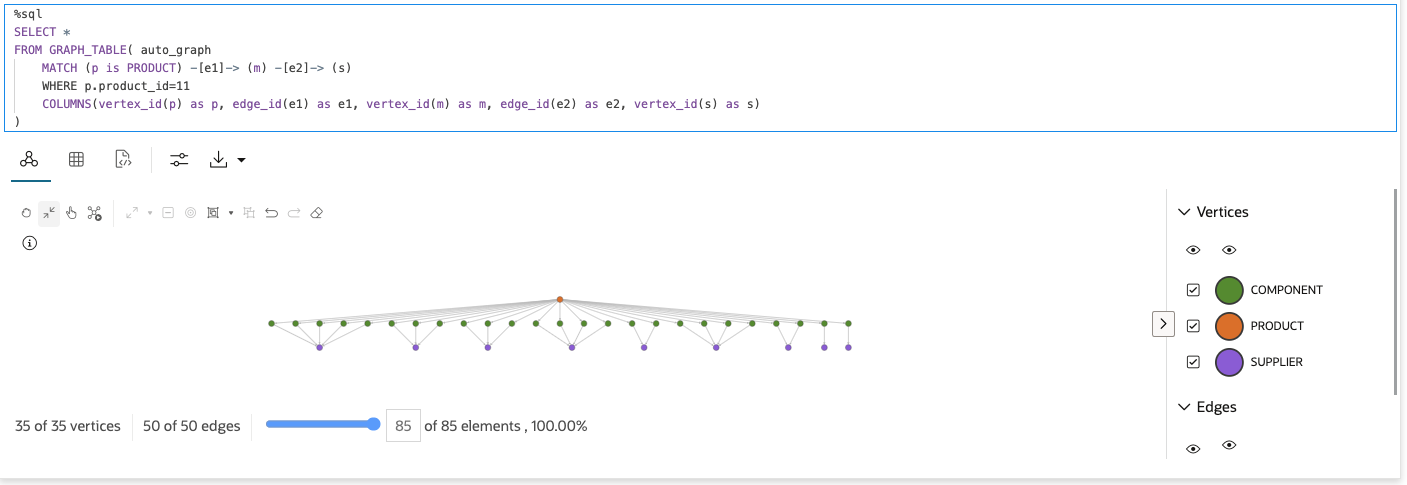 %sql
SELECT *
FROM GRAPH_TABLE( auto_graph
MATCH (p is PRODUCT) -[e1]-> (m) -[e2]-> (s)
WHERE p.product_id=11
COLUMNS(vertex_id(p) as p, edge_id(e1) as e1, vertex_id(m) as m, edge_id(e2) as e2, vertex_id(s) as s)
)
Vertices
COMPONENT
PRODUCT
SUPPLIER
Edges
35 of 35 vertices
50 of 50 edges
85 of 85 elements , 100.00%